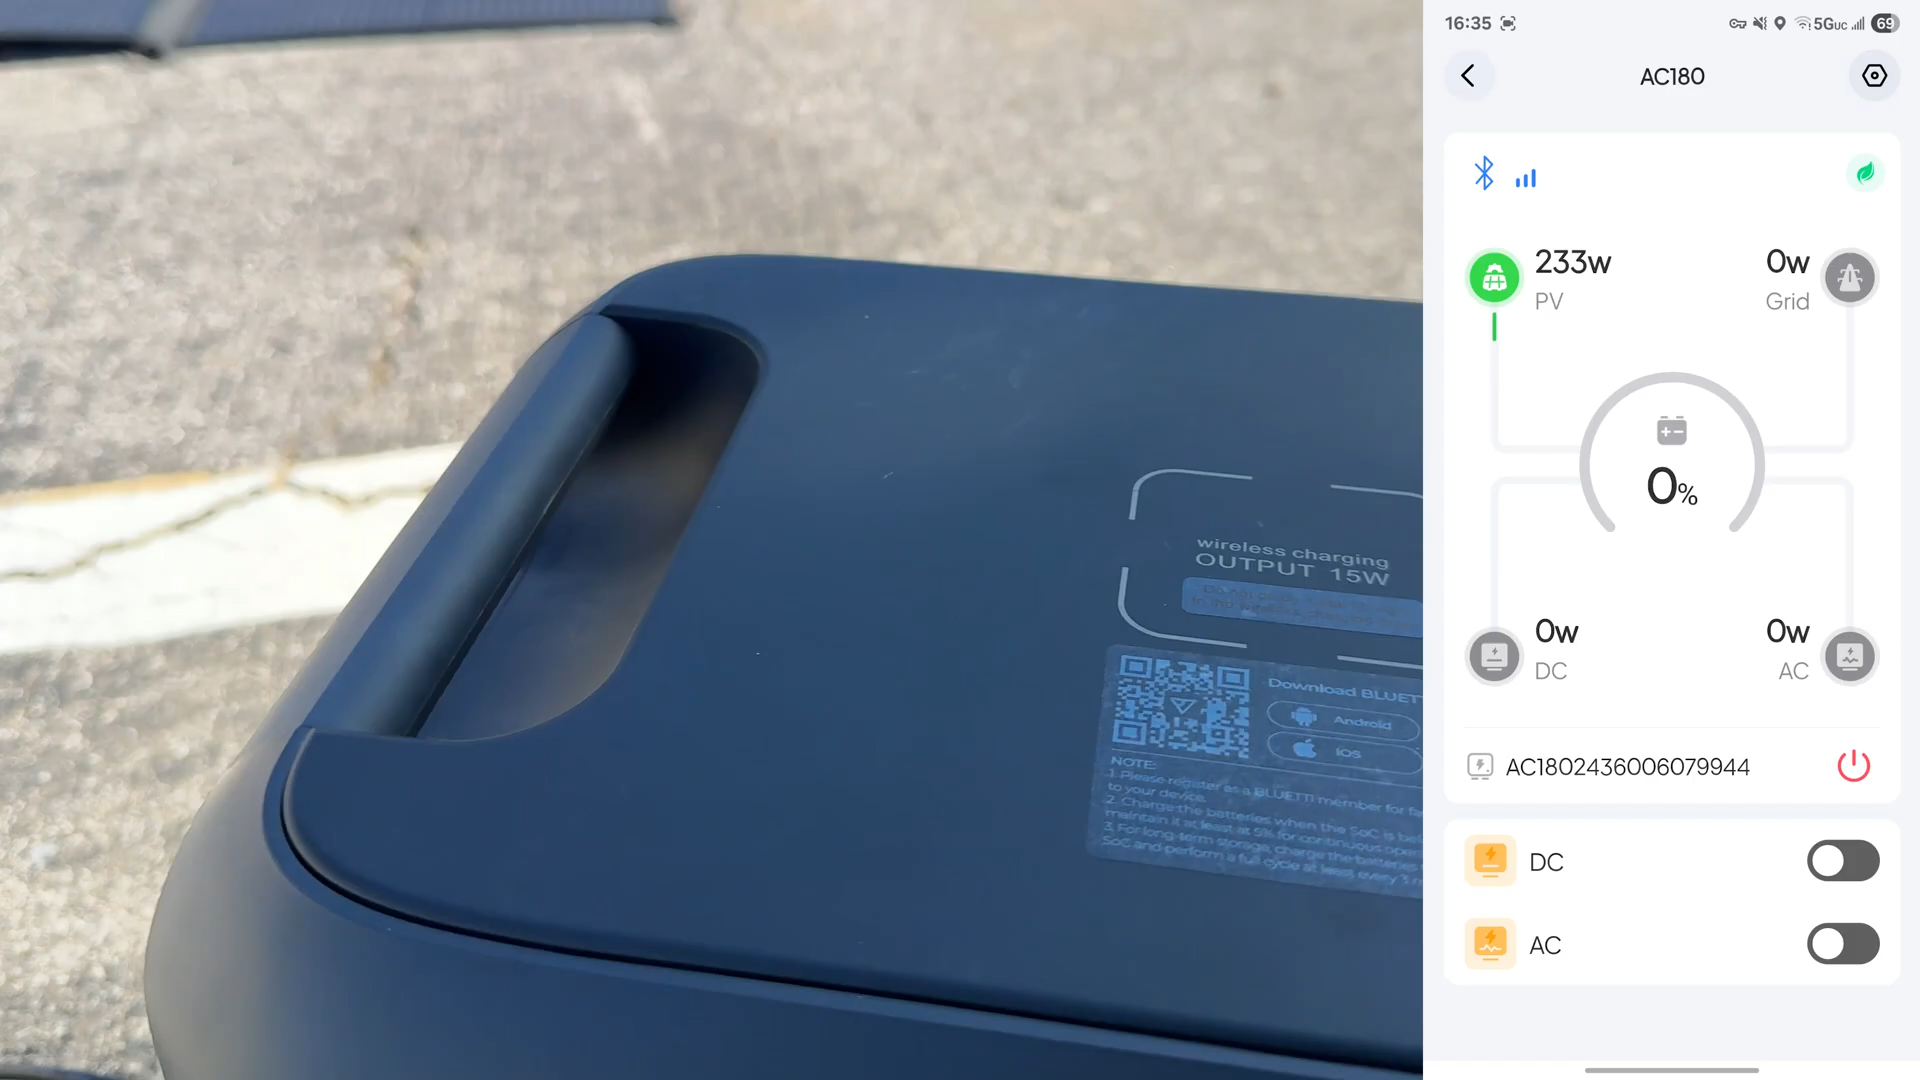 wireless charging
OUTPUT 15W
Download BLUETT
Android
iOS
NOTE:
1. Please register as a BLUETTI member for
to your device.
2. Charge the batteries when the SoC is
maintain it at least at 5% for continuous
3. For long-term storage, charge the batteries
SoC and perform a full cycle at least every 3
16:35
5GUC
69
AC180
233w
PV
0w
Grid
0%
0w
DC
0w
AC
AC1802436006079944
DC
AC